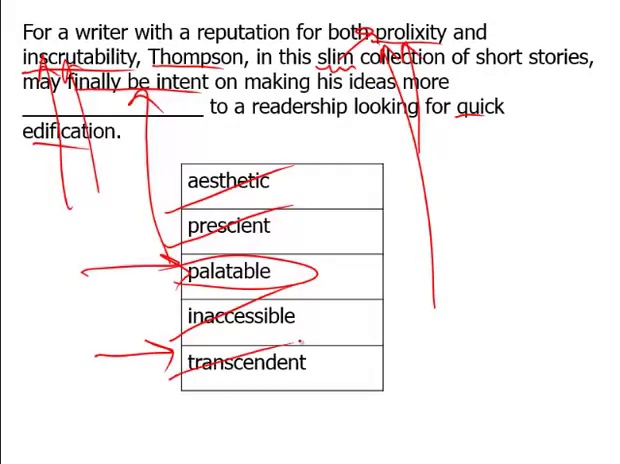 For a writer with a reputation for both prolixity and
inscrutability, Thompson, in this slim collection of short stories,
may finally be intent on making his ideas more
____________________ to a readership looking for quick
edification.
aesthetic
prescient
palatable
inaccessible
transcendent